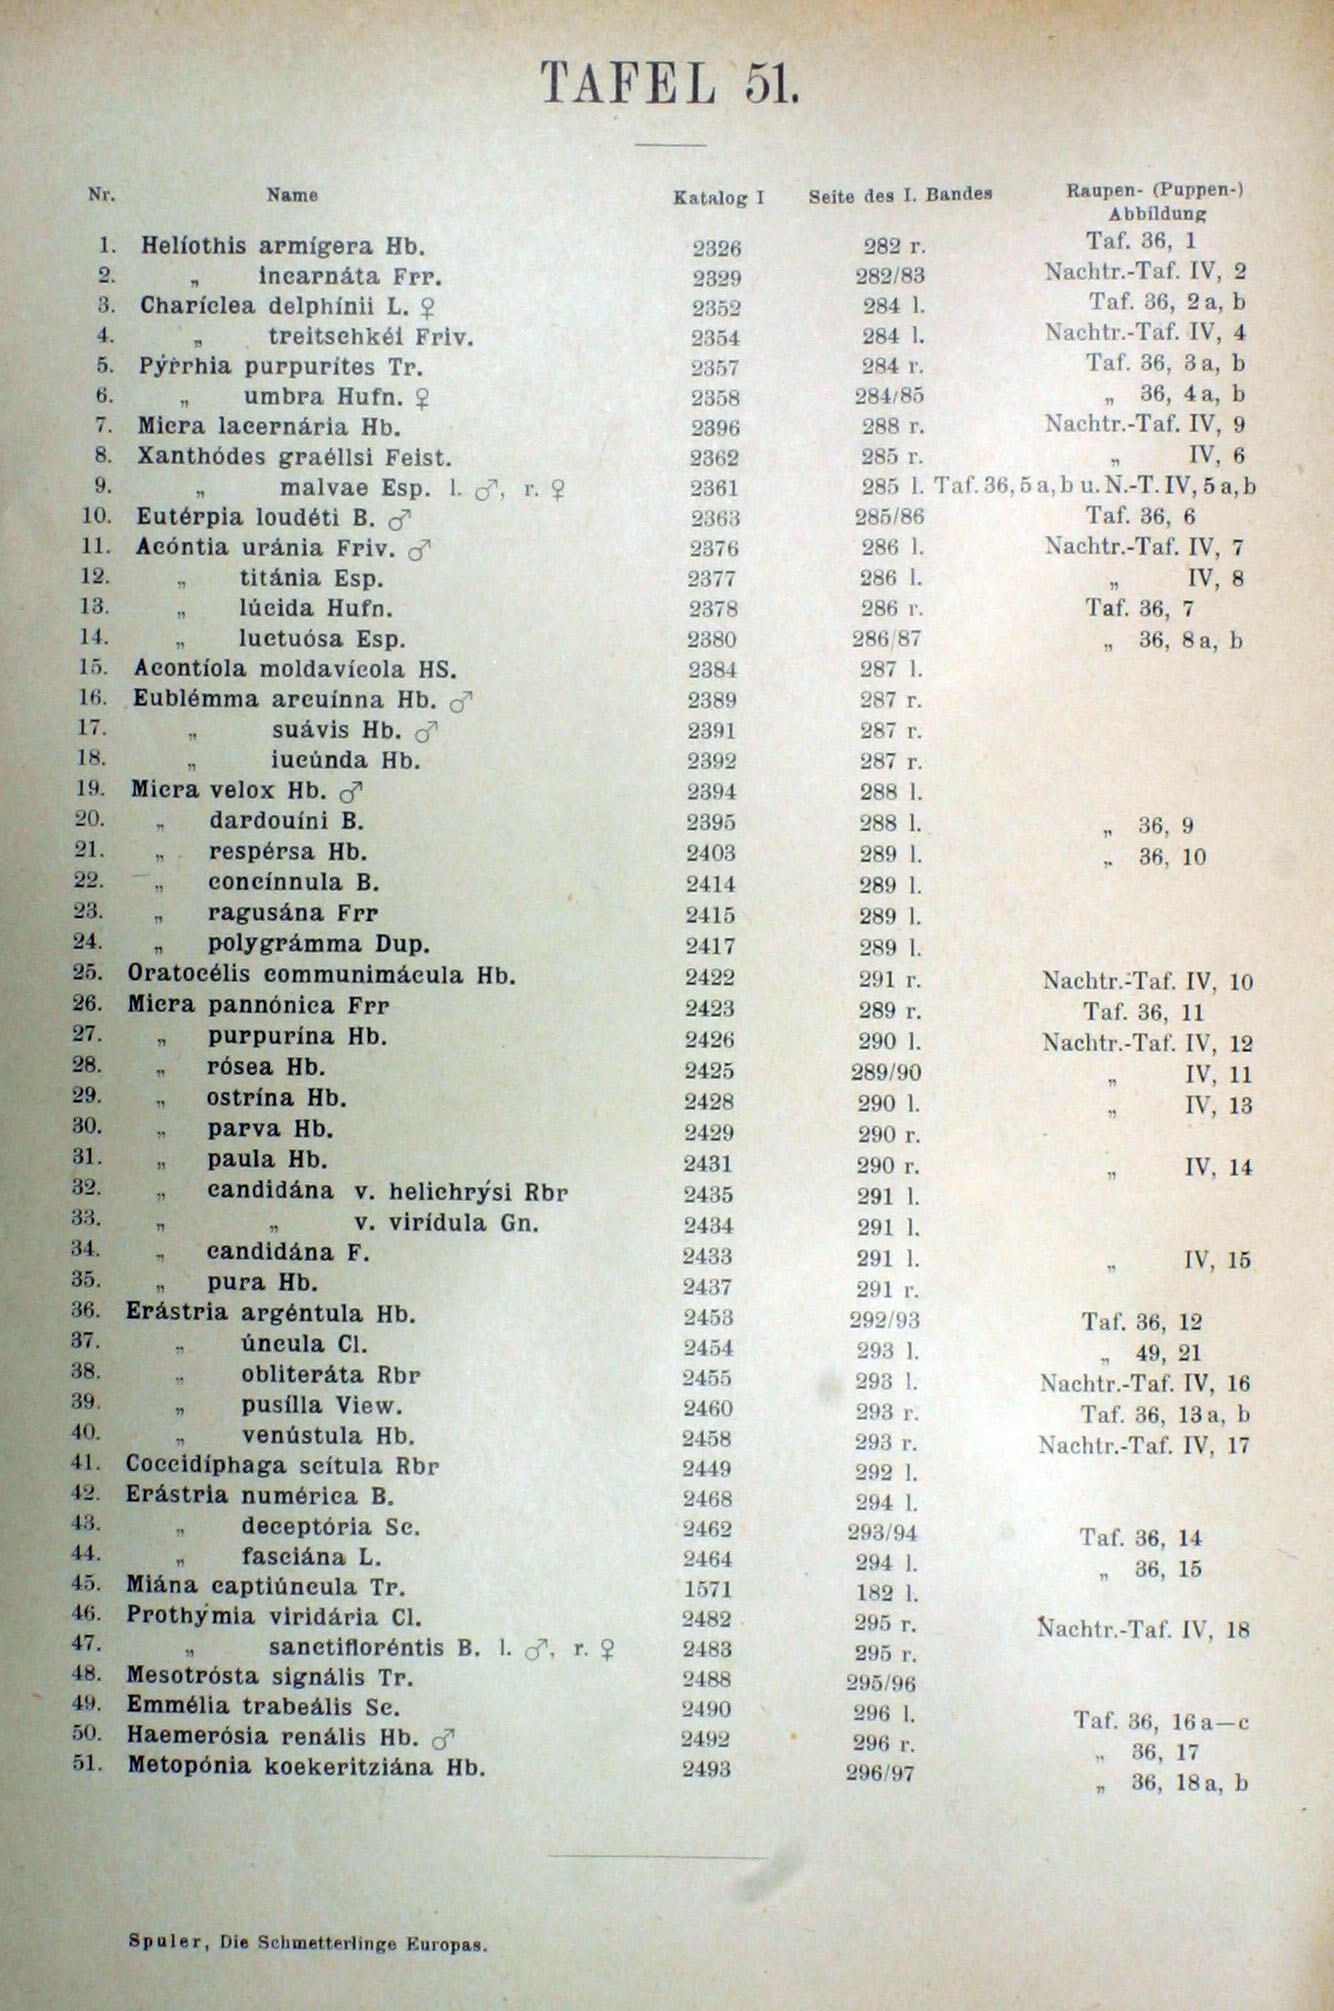 TAFEL 51.
Nr. Name Katalog I Seite des I. Bandes Raupen- (Puppen-) Abbildung
1. Helíothis armígera Hb. 2326 282 r. Taf. 36, 1
2. „ incarnáta Frr. 2329 282/83 Nachtr.-Taf. IV, 2
3. Charíclea delphínii L. ♀ 2352 284 l. Taf. 36, 2 a, b
4. „ treitschkéi Friv. 2354 284 l. Nachtr.-Taf. IV, 4
5. Pýrrhia purpurítes Tr. 2357 284 r. Taf. 36, 3 a, b
6. „ umbra Hufn. ♀ 2358 284/85 „ 36, 4 a, b
7. Micra lacernária Hb. 2396 288 r. Nachtr.-Taf. IV, 9
8. Xanthódes graéllsi Feist. 2362 285 r. „ IV, 6
9. „ malvae Esp. l. ♂, r. ♀ 2361 285 l. Taf. 36, 5 a, b u. N.-T. IV, 5 a, b
10. Eutérpia loudéti B. ♂ 2363 285/86 Taf. 36, 6
11. Acóntia uránia Friv. ♂ 2376 286 l. Nachtr.-Taf. IV, 7
12. „ titánia Esp. 2377 286 l. „ IV, 8
13. „ lúcida Hufn. 2378 286 r. Taf. 36, 7
14. „ luctuósa Esp. 2380 286/87 „ 36, 8 a, b
15. Acontíola moldavícola HS. 2384 287 l.
16. Eublémma arcuínna Hb. ♂ 2389 287 r.
17. „ suávis Hb. ♂ 2391 287 r.
18. „ iucúnda Hb. 2392 287 r.
19. Micra velox Hb. ♂ 2394 288 l.
20. „ dardouíni B. 2395 288 l. „ 36, 9
21. „ respérsa Hb. 2403 289 l. „ 36, 10
22. „ concínnula B. 2414 289 l.
23. „ ragusána Frr 2415 289 l.
24. „ polygrámma Dup. 2417 289 l.
25. Oratocélis communimácula Hb. 2422 291 r. Nachtr.-Taf. IV, 10
26. Micra pannónica Frr 2423 289 r. Taf. 36, 11
27. „ purpurína Hb. 2426 290 l. Nachtr.-Taf. IV, 12
28. „ rósea Hb. 2425 289/90 „ IV, 11
29. „ ostrína Hb. 2428 290 l. „ IV, 13
30. „ parva Hb. 2429 290 r.
31. „ paula Hb. 2431 290 r. „ IV, 14
32. „ candidána v. helichrýsi Rbr 2435 291 l.
33. „ „ v. virídula Gn. 2434 291 l.
34. „ candidána F. 2433 291 l. „ IV, 15
35. „ pura Hb. 2437 291 r.
36. Erástria argéntula Hb. 2453 292/93 Taf. 36, 12
37. „ úncula Cl. 2454 293 l. „ 49, 21
38. „ obliteráta Rbr 2455 293 l. Nachtr.-Taf. IV, 16
39. „ pusílla View. 2460 293 r. Taf. 36, 13 a, b
40. „ venústula Hb. 2458 293 r. Nachtr.-Taf. IV, 17
41. Coccidíphaga scítula Rbr 2449 292 l.
42. Erástria numérica B. 2468 294 l.
43. „ deceptória Sc. 2462 293/94 Taf. 36, 14
44. „ fasciána L. 2464 294 l. „ 36, 15
45. Miána captiúncula Tr. 1571 182 l.
46. Prothýmia viridária Cl. 2482 295 r. Nachtr.-Taf. IV, 18
47. „ sanctifloréntis B. l. ♂, r. ♀ 2483 295 r.
48. Mesotrósta signális Tr. 2488 295/96
49. Emmélia trabeális Sc. 2490 296 l. Taf. 36, 16 a—c
50. Haemerósia renális Hb. ♂ 2492 296 r. „ 36, 17
51. Metopónia koekeritziána Hb. 2493 296/97 „ 36, 18 a, b
Spuler, Die Schmetterlinge Europas.